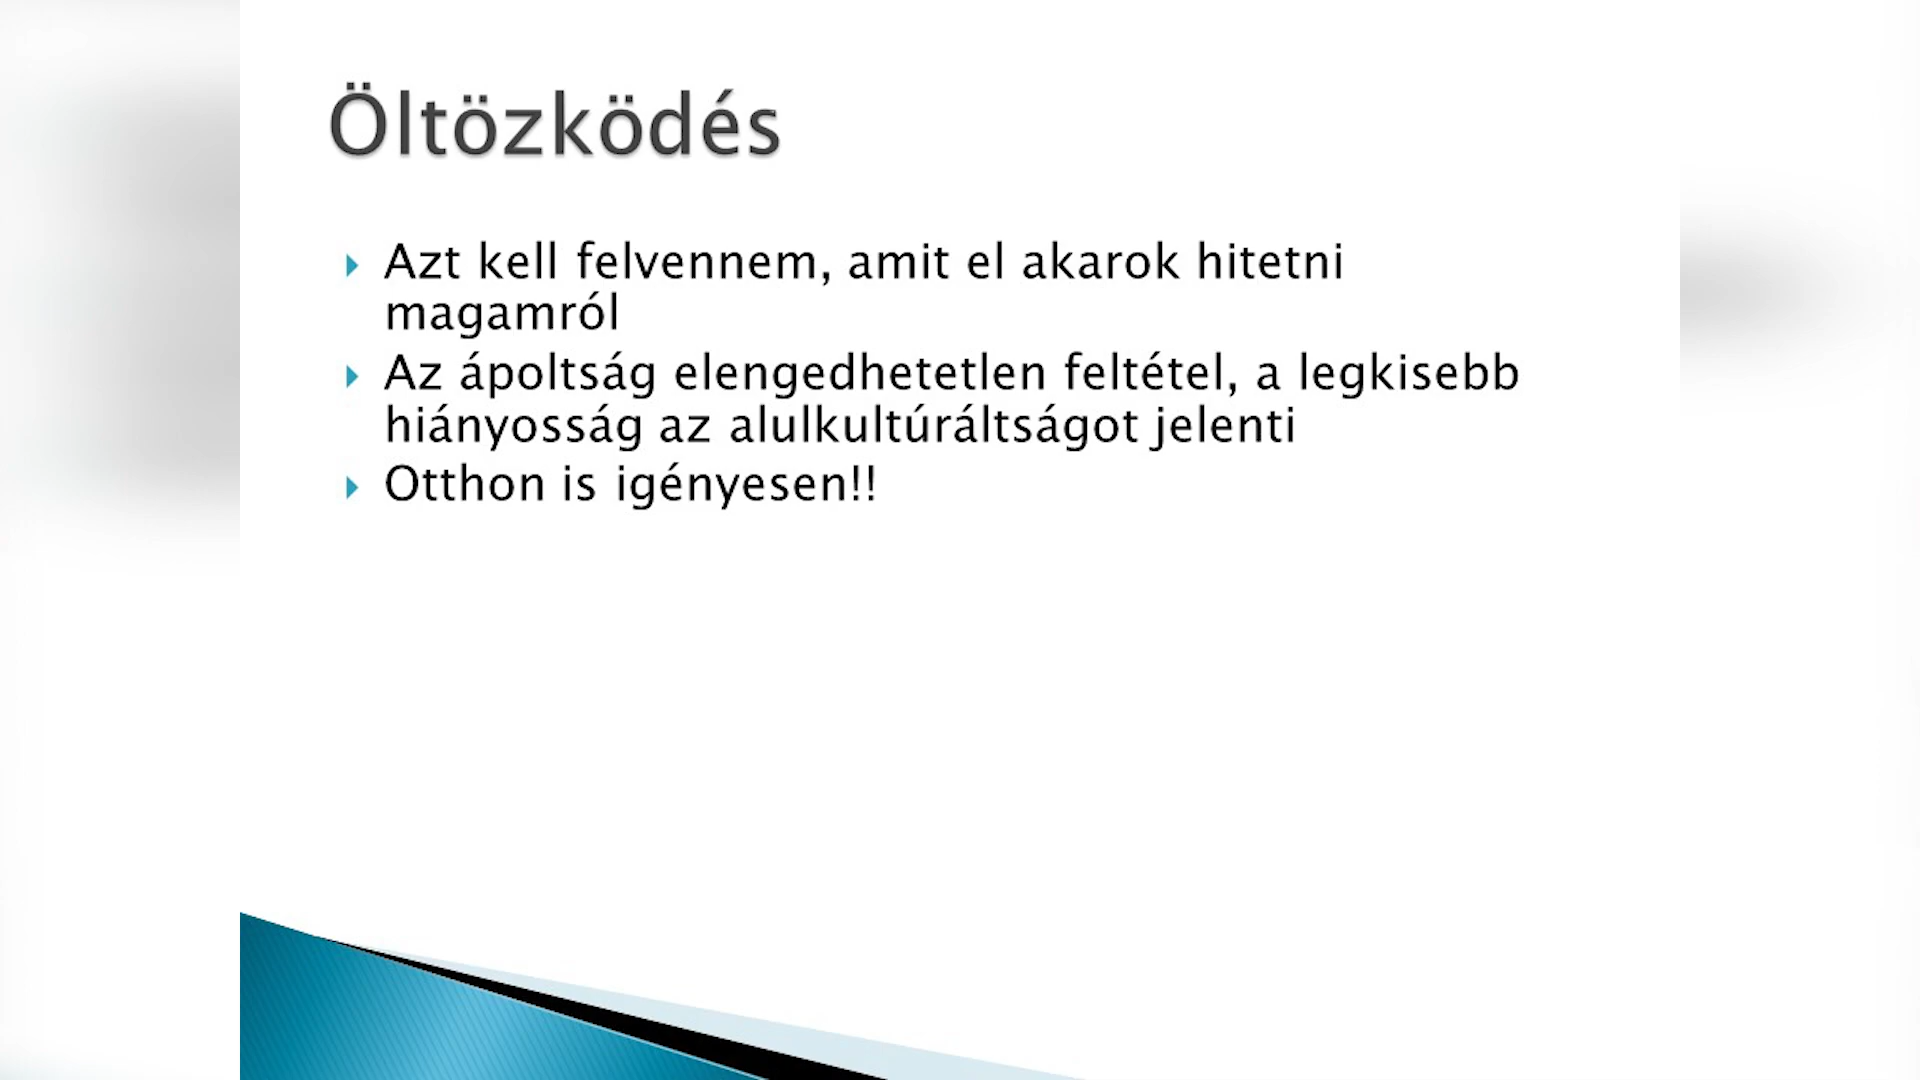 Öltözködés
Azt kell felvennem, amit el akarok hitetni
magamról
Az ápoltság elengedhetetlen feltétel, a legkisebb
hiányosság az alulkultúráltságot jelenti
Otthon is igényesen!!